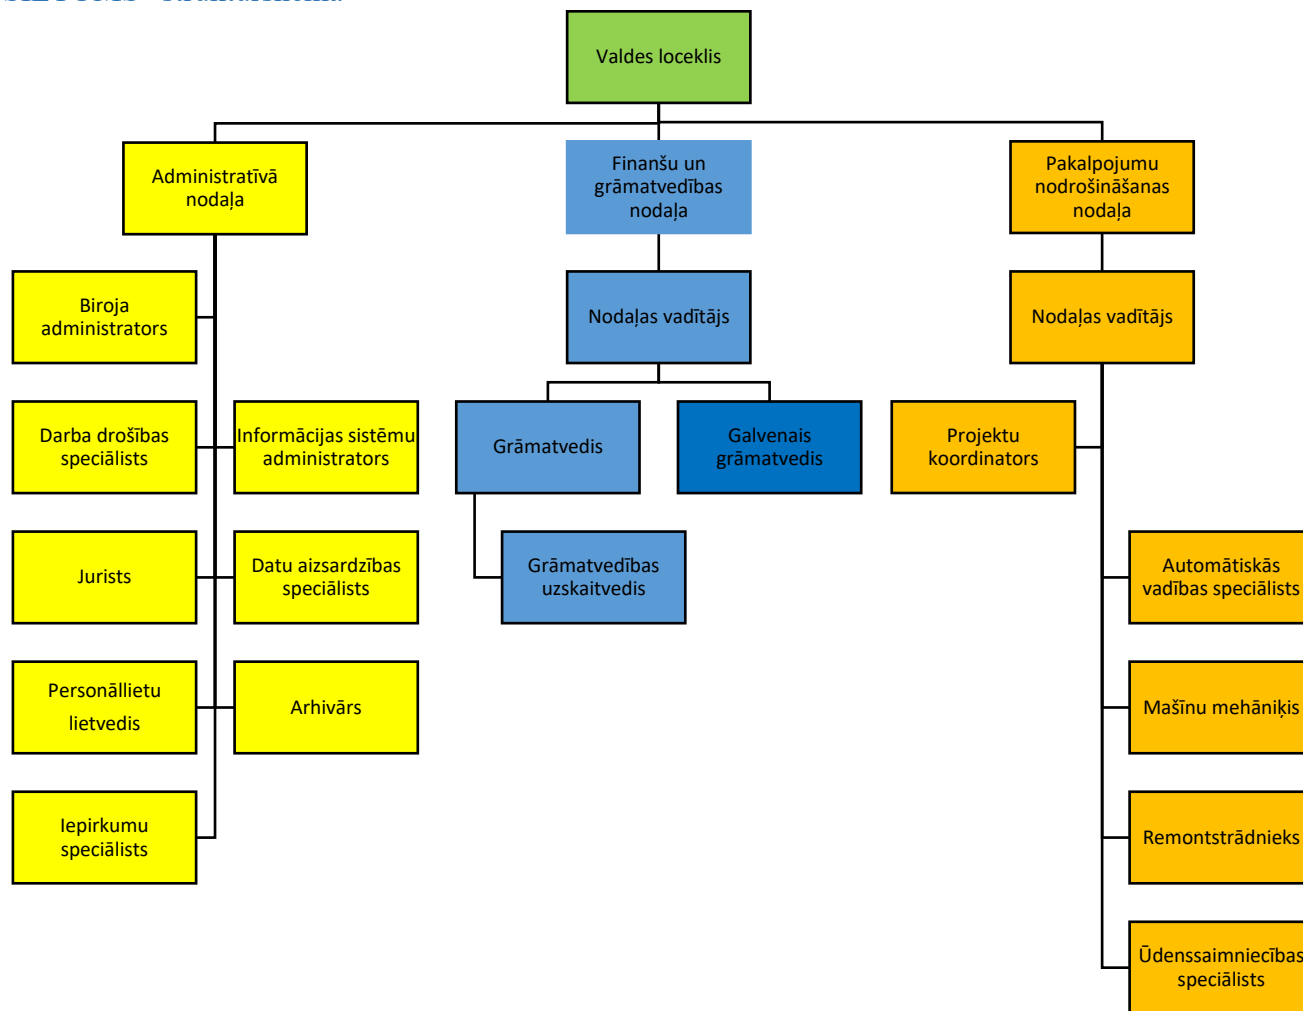 Valdes loceklis
Administratīvā
nodaļa
Finanšu un
grāmatvedības
nodaļa
Pakalpojumu
nodrošināšanas
nodaļa
Biroja
administrators
Nodaļas vadītājs
Nodaļas vadītājs
Darba drošības
speciālists
Informācijas sistēmu
administrators
Grāmatvedis
Galvenais
grāmatvedis
Projektu
koordinators
Jurists
Datu aizsardzības
speciālists
Grāmatvedības
uzskaitvedis
Automātiskās
vadības speciālists
Personāllietu
lietvedis
Arhivārs
Mašīnu mehāniķis
Iepirkumu
speciālists
Remontstrādnieks
Ūdenssaimniecības
speciālists